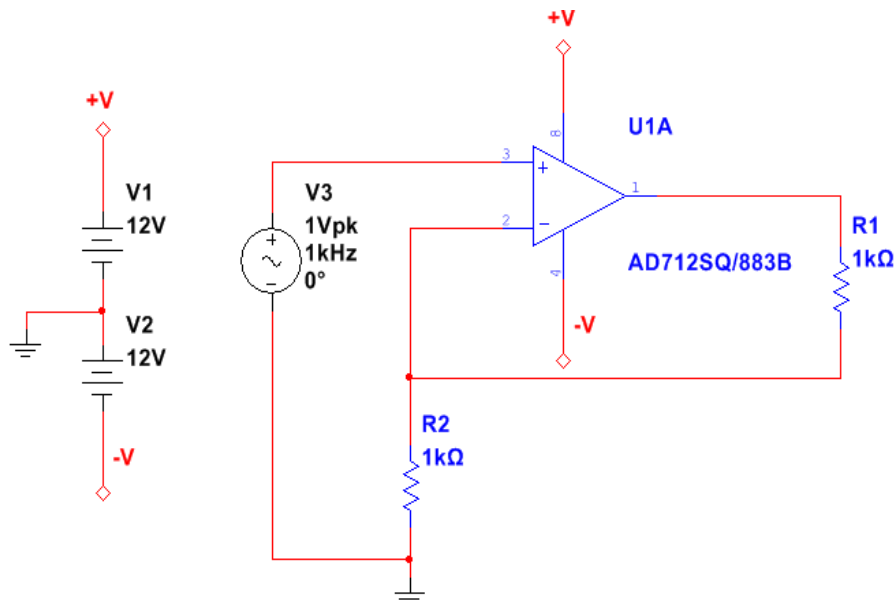 +V
V1
12V
V2
12V
-V
V3
1Vpk
1kHz
0°
+V
8
3
2
1
4
U1A
AD712SQ/883B
-V
R1
1kΩ
R2
1kΩ